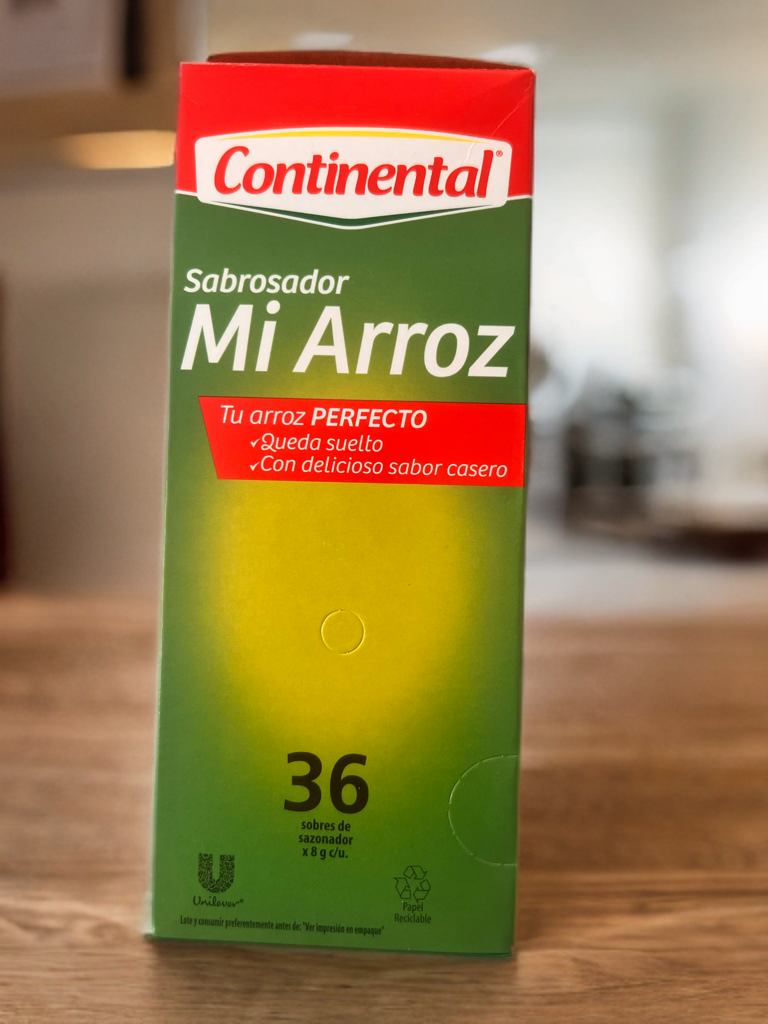 Continental®
Sabrosador
Mi Arroz
Tu arroz PERFECTO
✓Queda suelto
✓Con delicioso sabor casero
36
sobres de
sazonador
x 8 g c/u.
Unilever®
Papel
Reciclable
Lote y consumir preferentemente antes de: "Ver impresión en empaque"